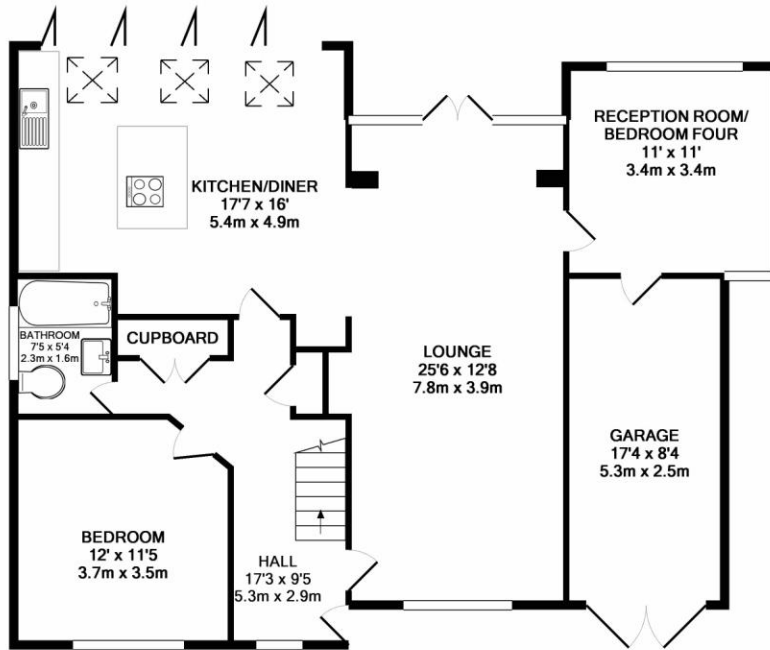 KITCHEN/DINER
17'7 x 16'
5.4m x 4.9m
RECEPTION ROOM/
BEDROOM FOUR
11' x 11'
3.4m x 3.4m
BATHROOM
7'5 x 5'4
2.3m x 1.6m
CUPBOARD
LOUNGE
25'6 x 12'8
7.8m x 3.9m
GARAGE
17'4 x 8'4
5.3m x 2.5m
BEDROOM
12' x 11'5
3.7m x 3.5m
HALL
17'3 x 9'5
5.3m x 2.9m